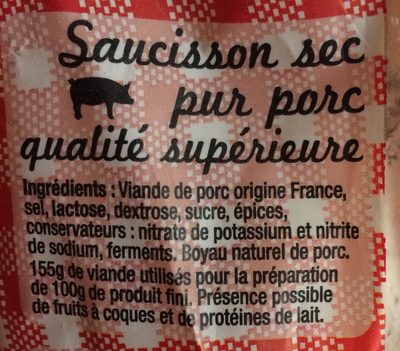 Saucisson sec
pur porc
qualité supérieure
Ingrédients : Viande de porc origine France,
sel, lactose, dextrose, sucre, épices,
conservateurs : nitrate de potassium et nitrite
de sodium, ferments. Boyau naturel de porc.
155g de viande utilisés pour la préparation
de 100g de produit fini. Présence possible
de fruits à coques et de protéines de lait.